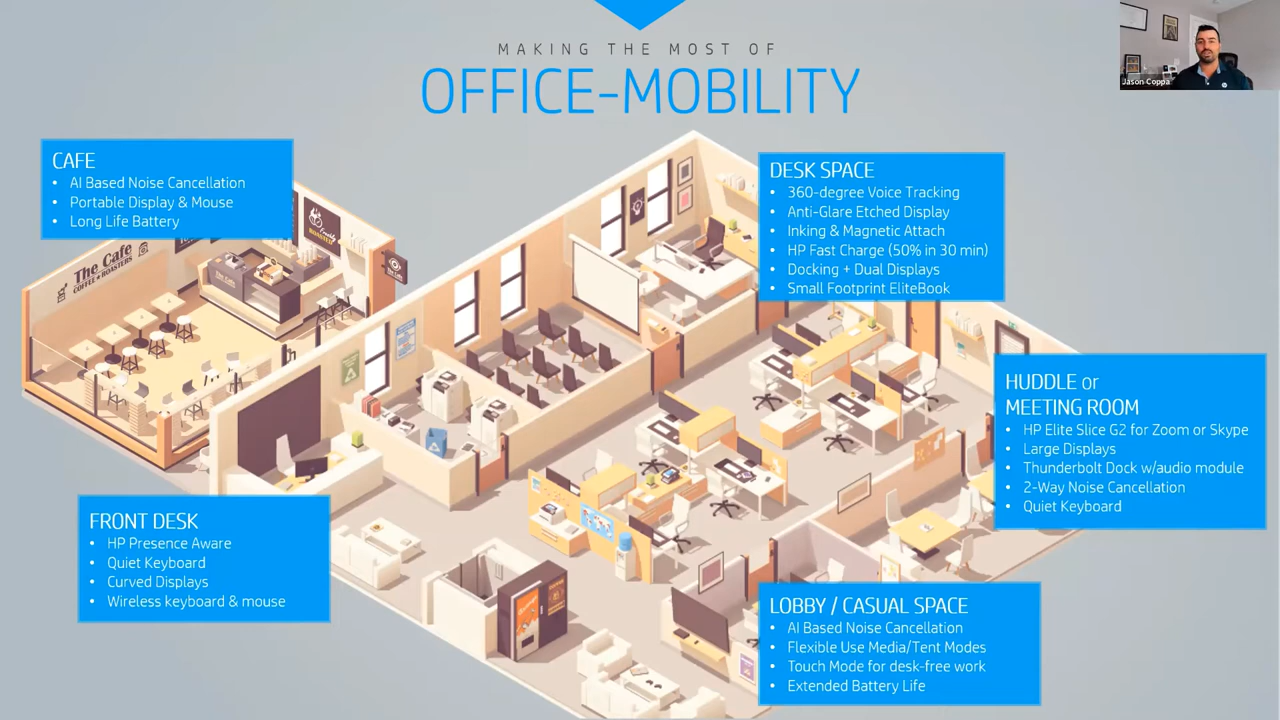 MAKING THE MOST OF
OFFICE-MOBILITY
Jason Coppa
CAFE
• AI Based Noise Cancellation
• Portable Display & Mouse
• Long Life Battery
The Cafe
COFFEE ROASTERS
DESK SPACE
• 360-degree Voice Tracking
• Anti-Glare Etched Display
• Inking & Magnetic Attach
• HP Fast Charge (50% in 30 min)
• Docking + Dual Displays
• Small Footprint EliteBook
HUDDLE or
MEETING ROOM
• HP Elite Slice G2 for Zoom or Skype
• Large Displays
• Thunderbolt Dock w/audio module
• 2-Way Noise Cancellation
• Quiet Keyboard
FRONT DESK
• HP Presence Aware
• Quiet Keyboard
• Curved Displays
• Wireless keyboard & mouse
LOBBY / CASUAL SPACE
• AI Based Noise Cancellation
• Flexible Use Media/Tent Modes
• Touch Mode for desk-free work
• Extended Battery Life